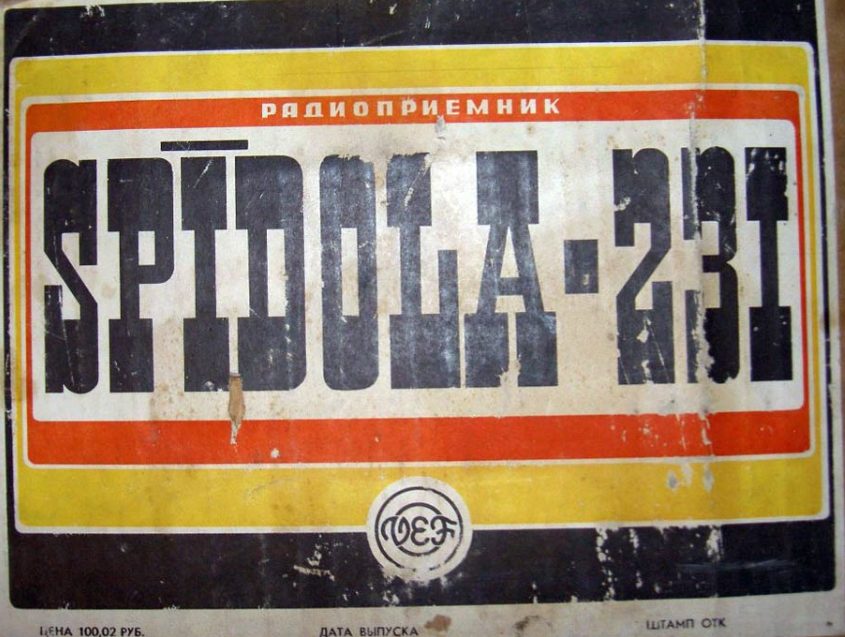 РАДИОПРИЕМНИК
SPĪDOLA-231
VEF
ЦЕНА 100,02 РУБ. ДАТА ВЫПУСКА ШТАМП ОТК